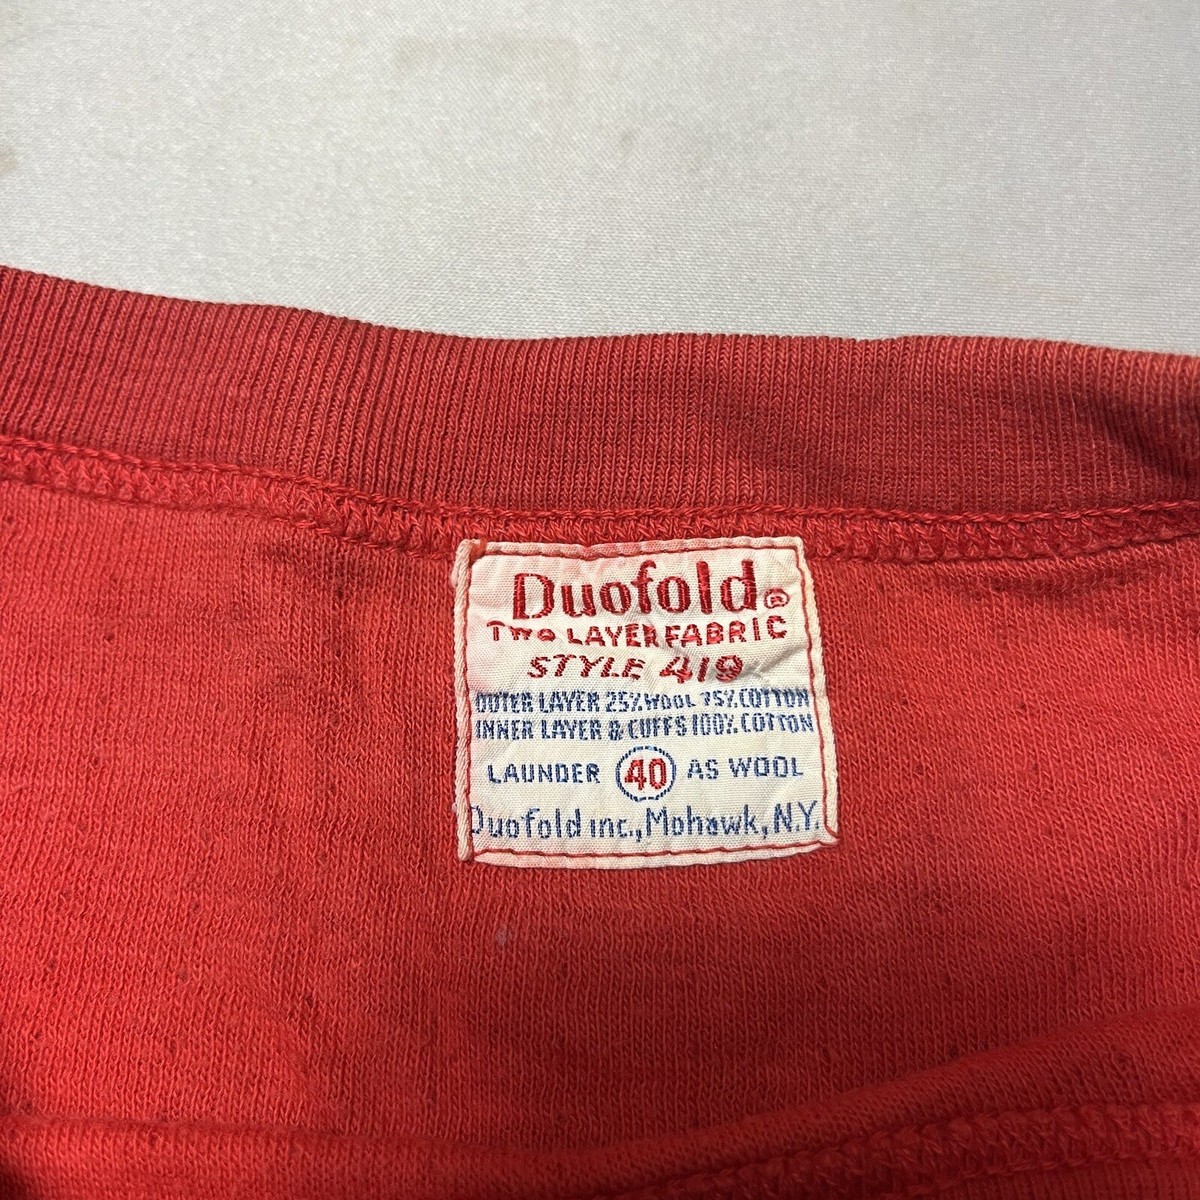 Duofold®
TWO LAYER FABRIC
STYLE 419
OUTER LAYER 25% WOOL 75% COTTON
INNER LAYER & CUFFS 100% COTTON
LAUNDER 40 AS WOOL
Duofold inc., Mohawk, N.Y.